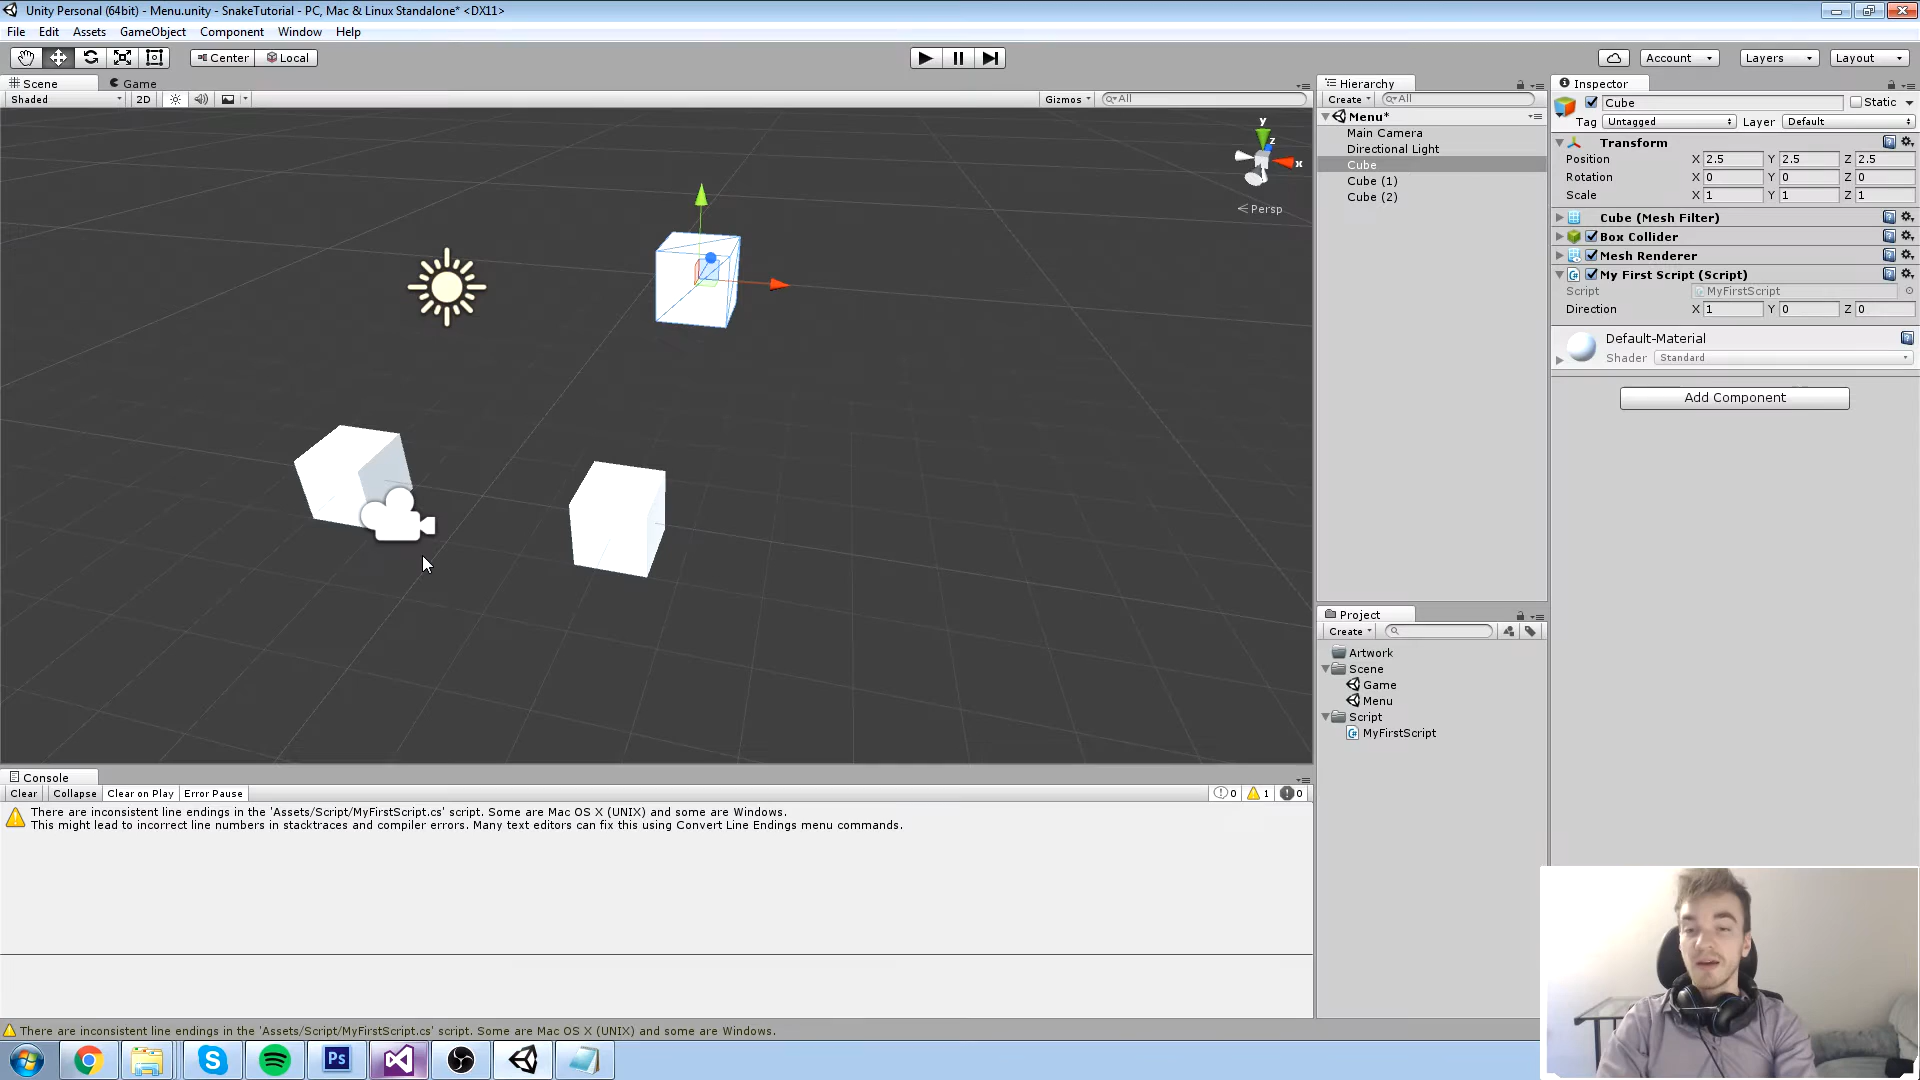 Unity Personal (64bit) - Menu.unity - SnakeTutorial - PC, Mac & Linux Standalone* <DX11>
File Edit Assets GameObject Component Window Help
Center Local Account Layers Layout
Scene Game
Shaded 2D Gizmos All
y
z
x
Persp
Hierarchy
Create All
Menu*
Main Camera
Directional Light
Cube
Cube (1)
Cube (2)
Inspector
Cube Static
Tag Untagged Layer Default
Transform
Position X 2.5 Y 2.5 Z 2.5
Rotation X 0 Y 0 Z 0
Scale X 1 Y 1 Z 1
Cube (Mesh Filter)
Box Collider
Mesh Renderer
My First Script (Script)
Script MyFirstScript
Direction X 1 Y 0 Z 0
Default-Material
Shader Standard
Add Component
Project
Create
Artwork
Scene
Game
Menu
Script
MyFirstScript
Console
Clear Collapse Clear on Play Error Pause 0 1 0
There are inconsistent line endings in the 'Assets/Script/MyFirstScript.cs' script. Some are Mac OS X (UNIX) and some are Windows.
This might lead to incorrect line numbers in stacktraces and compiler errors. Many text editors can fix this using Convert Line Endings menu commands.
There are inconsistent line endings in the 'Assets/Script/MyFirstScript.cs' script. Some are Mac OS X (UNIX) and some are Windows.
Ps